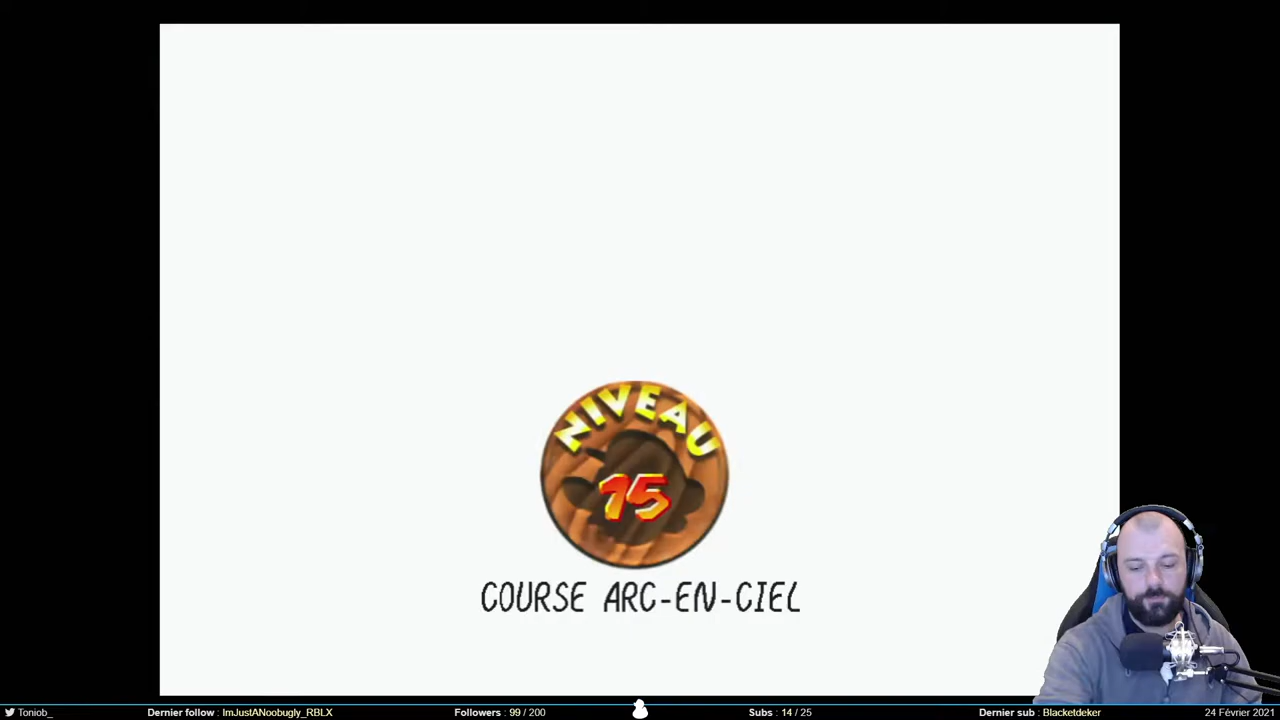 NIVEAU
15
COURSE ARC-EN-CIEL
Toniob_ Dernier follow : ImJustANoobugly_RBLX Followers : 99 / 200 Subs : 14 / 25 Dernier sub : Blacketdeker 24 Février 2021